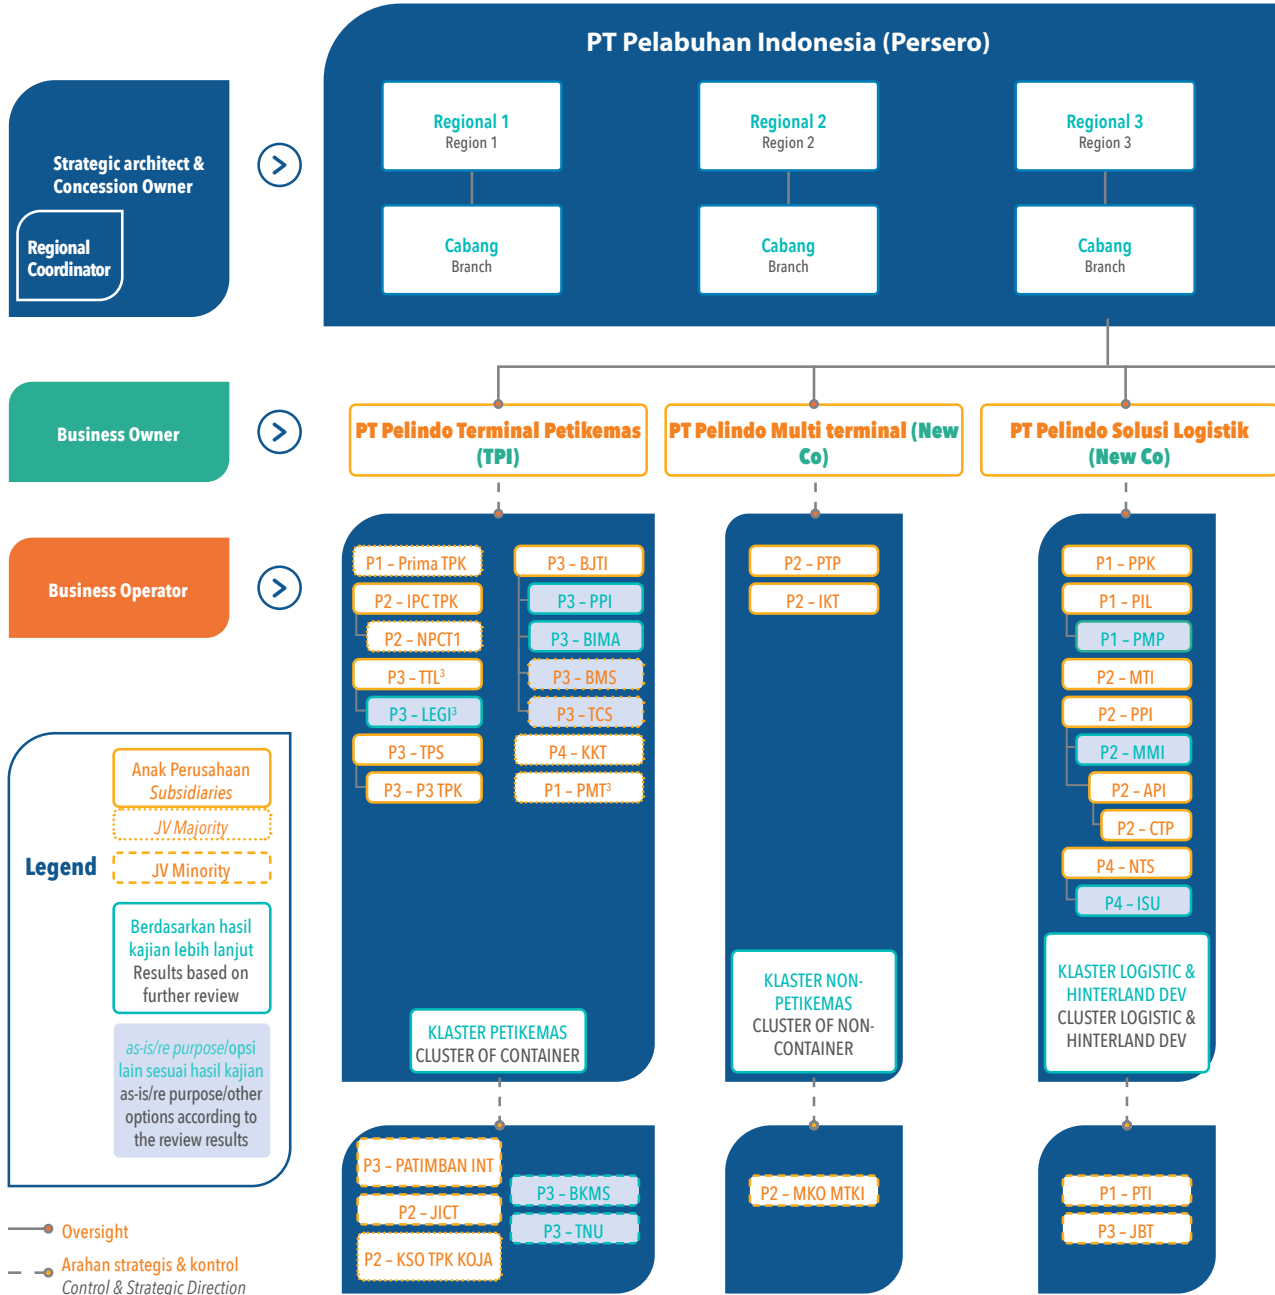 PT Pelabuhan Indonesia (Persero)
Strategic architect &
Concession Owner
Regional
Coordinator
Regional 1
Region 1
Regional 2
Region 2
Regional 3
Region 3
Cabang
Branch
Cabang
Branch
Cabang
Branch
Business Owner
PT Pelindo Terminal Petikemas
(TPI)
PT Pelindo Multi terminal (New
Co)
PT Pelindo Solusi Logistik
(New Co)
Business Operator
P1 – Prima TPK
P2 – IPC TPK
P2 – NPCT1
P3 – TTL³
P3 – LEGI³
P3 – TPS
P3 – P3 TPK
P3 – BJTI
P3 – PPI
P3 – BIMA
P3 – BMS
P3 – TCS
P4 – KKT
P1 – PMT³
KLASTER PETIKEMAS
CLUSTER OF CONTAINER
P2 – PTP
P2 – IKT
KLASTER NON-
PETIKEMAS
CLUSTER OF NON-
CONTAINER
P1 – PPK
P1 – PIL
P1 – PMP
P2 – MTI
P2 – PPI
P2 – MMI
P2 – API
P2 – CTP
P4 – NTS
P4 – ISU
KLASTER LOGISTIC &
HINTERLAND DEV
CLUSTER LOGISTIC &
HINTERLAND DEV
P3 – PATIMBAN INT
P2 – JICT
P2 – KSO TPK KOJA
P3 – BKMS
P3 – TNU
P2 – MKO MTKI
P1 – PTI
P3 – JBT
Legend
Anak Perusahaan
Subsidiaries
JV Majority
JV Minority
Berdasarkan hasil
kajian lebih lanjut
Results based on
further review
as-is/re purpose/opsi
lain sesuai hasil kajian
as-is/re purpose/other
options according to
the review results
Oversight
Arahan strategis & kontrol
Control & Strategic Direction